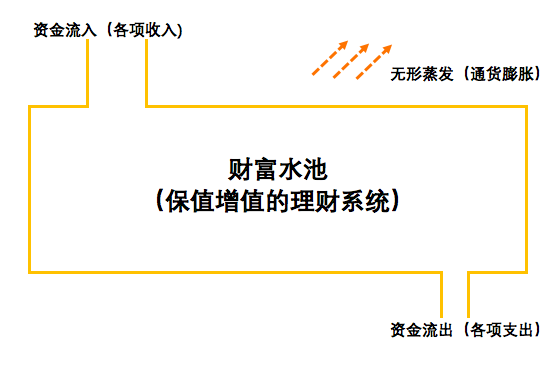 资金流入（各项收入)
无形蒸发（通货膨胀）
财富水池
（保值增值的理财系统）
资金流出（各项支出）